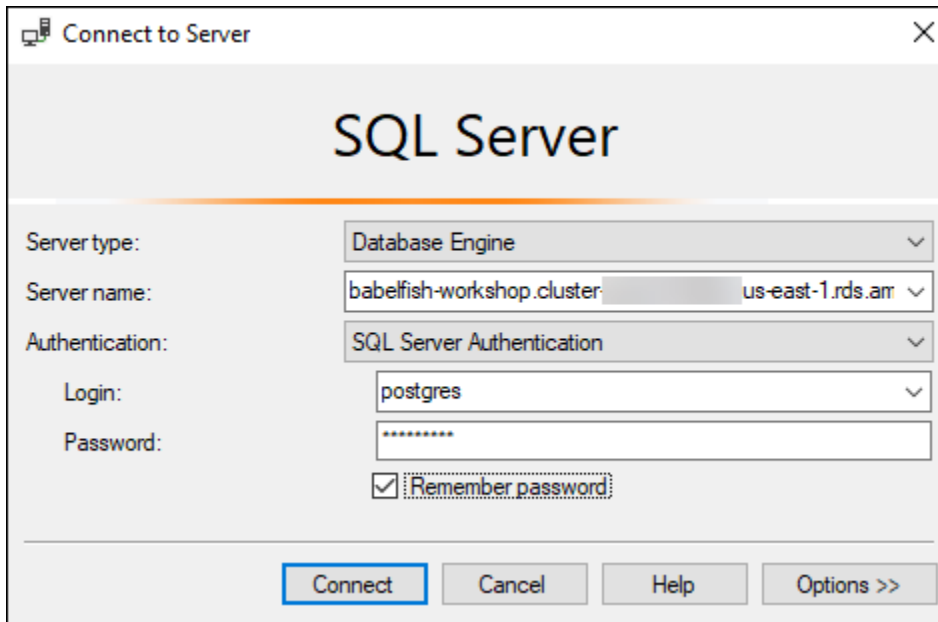 Connect to Server
SQL Server
Server type: Database Engine
Server name: babelfish-workshop.cluster- us-east-1.rds.am
Authentication: SQL Server Authentication
Login: postgres
Password: *********
Remember password
Connect Cancel Help Options >>